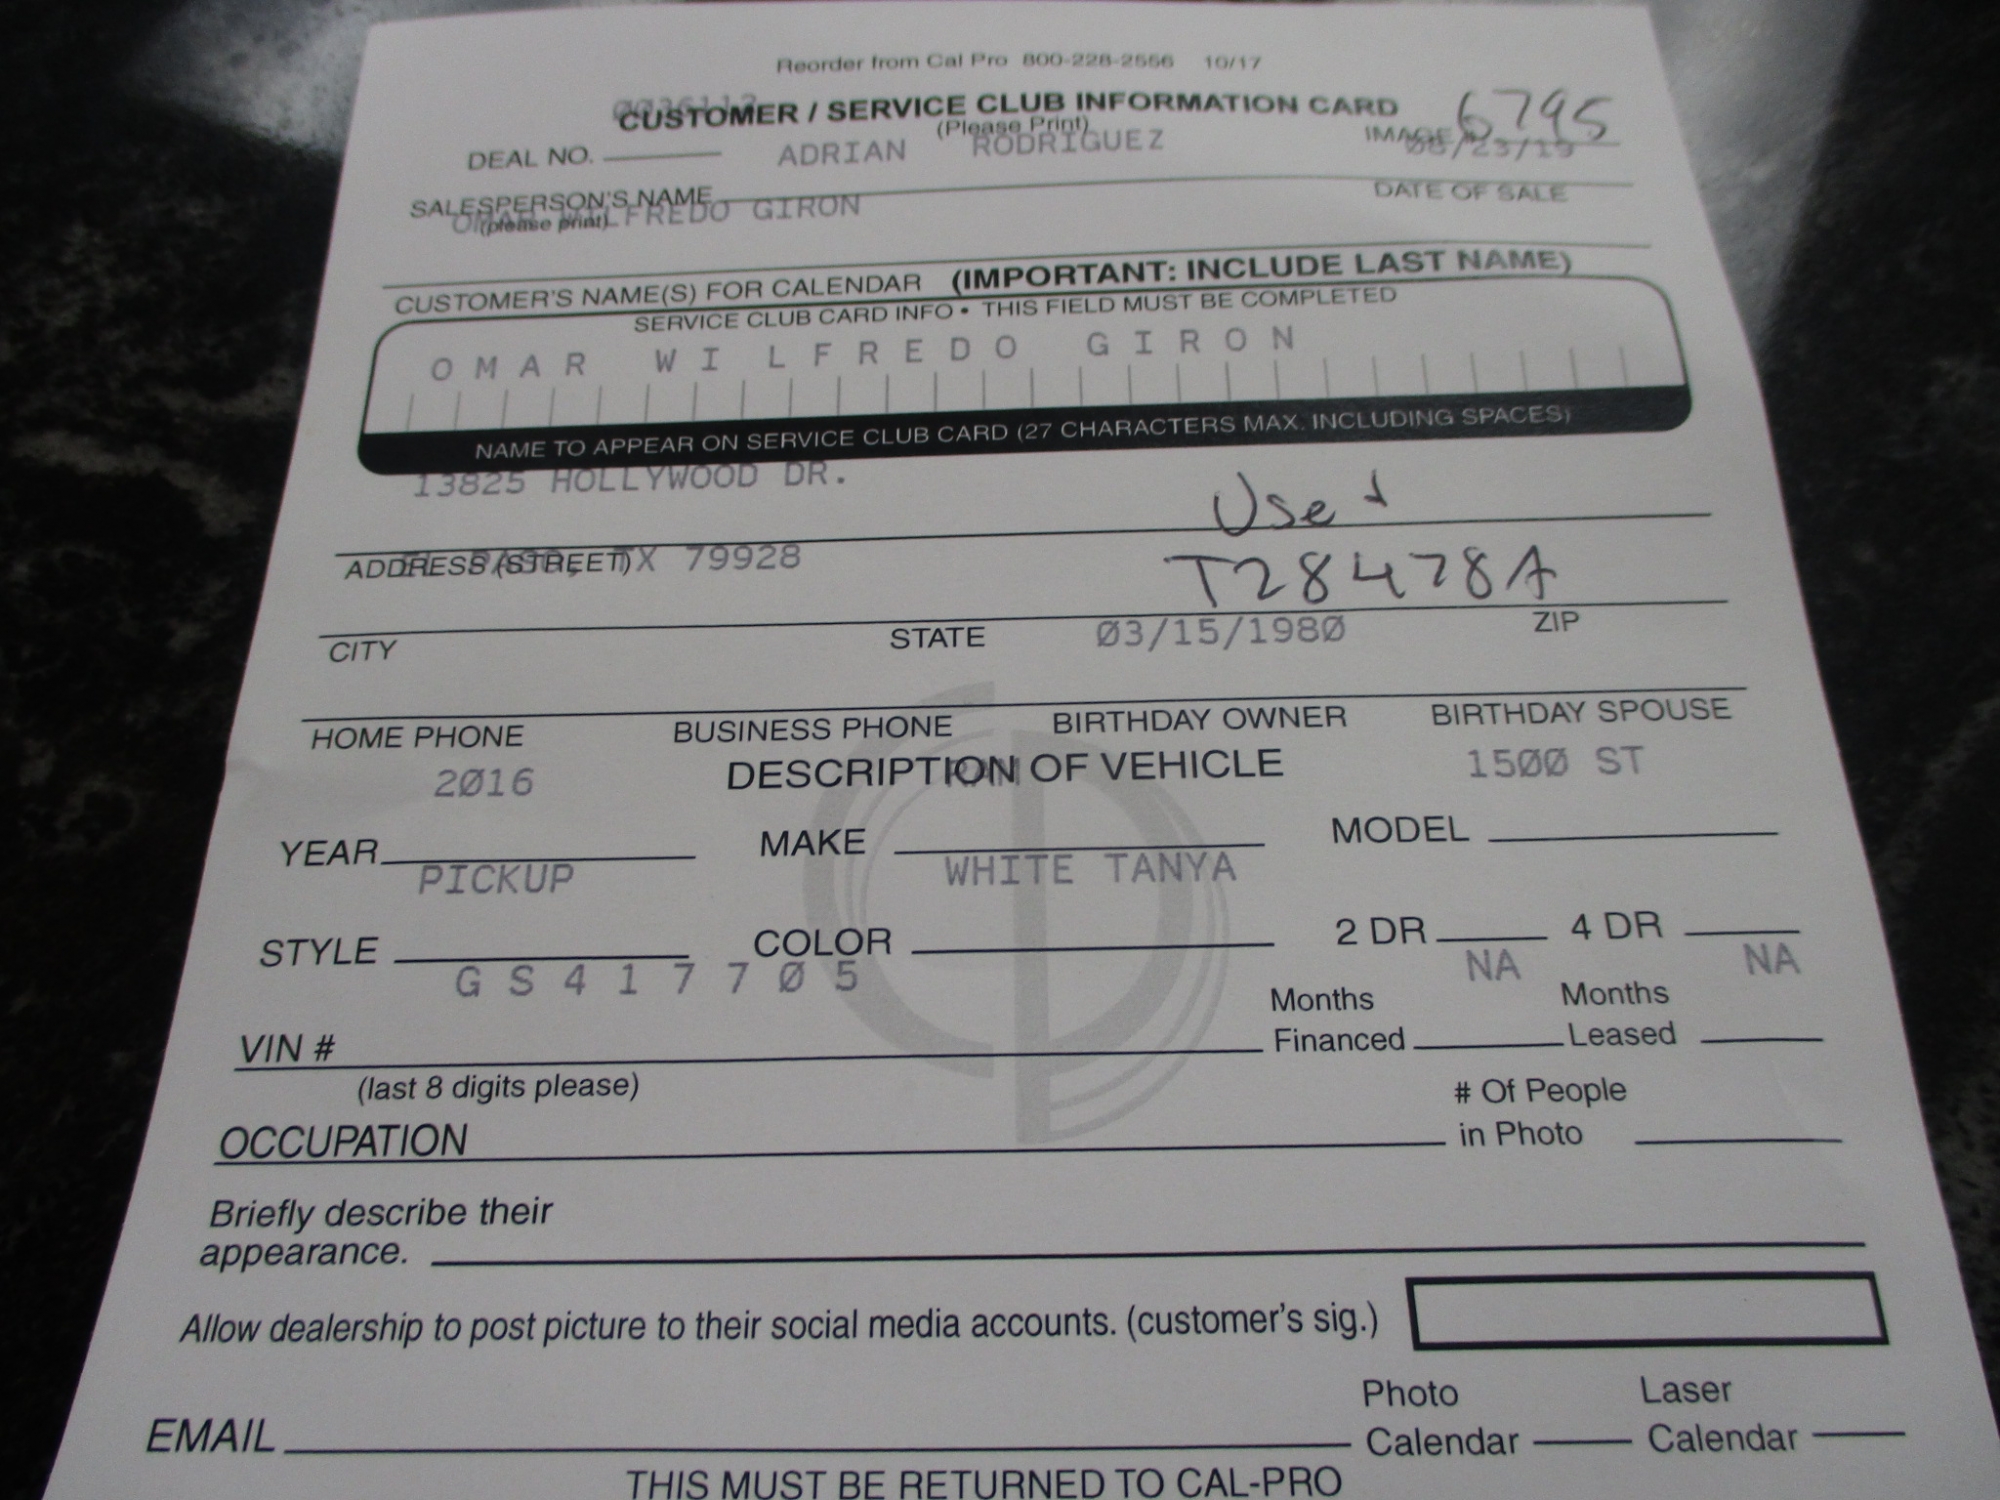 Reorder from Cal Pro 800-228-2556 10/17
CUSTOMER / SERVICE CLUB INFORMATION CARD 6795
(Please Print)
DEAL NO. ADRIAN RODRIGUEZ IMAGE
SALESPERSON'S NAME DATE OF SALE
(please print)
OMAR WILFREDO GIRON
CUSTOMER'S NAME(S) FOR CALENDAR (IMPORTANT: INCLUDE LAST NAME)
SERVICE CLUB CARD INFO • THIS FIELD MUST BE COMPLETED
OMAR WILFREDO GIRON
NAME TO APPEAR ON SERVICE CLUB CARD (27 CHARACTERS MAX. INCLUDING SPACES)
13825 HOLLYWOOD DR.
Used
ADDRESS (STREET) TX 79928 T28478A
CITY STATE ZIP
03/15/1980
HOME PHONE BUSINESS PHONE BIRTHDAY OWNER BIRTHDAY SPOUSE
DESCRIPTION OF VEHICLE
2016 RAM 1500 ST
YEAR MAKE MODEL
PICKUP WHITE TANYA
STYLE COLOR 2 DR 4 DR
GS417705 NA NA
VIN # Months Financed Months Leased
(last 8 digits please)
OCCUPATION # Of People in Photo
Briefly describe their
appearance.
Allow dealership to post picture to their social media accounts. (customer's sig.)
EMAIL Photo Calendar Laser Calendar
THIS MUST BE RETURNED TO CAL-PRO